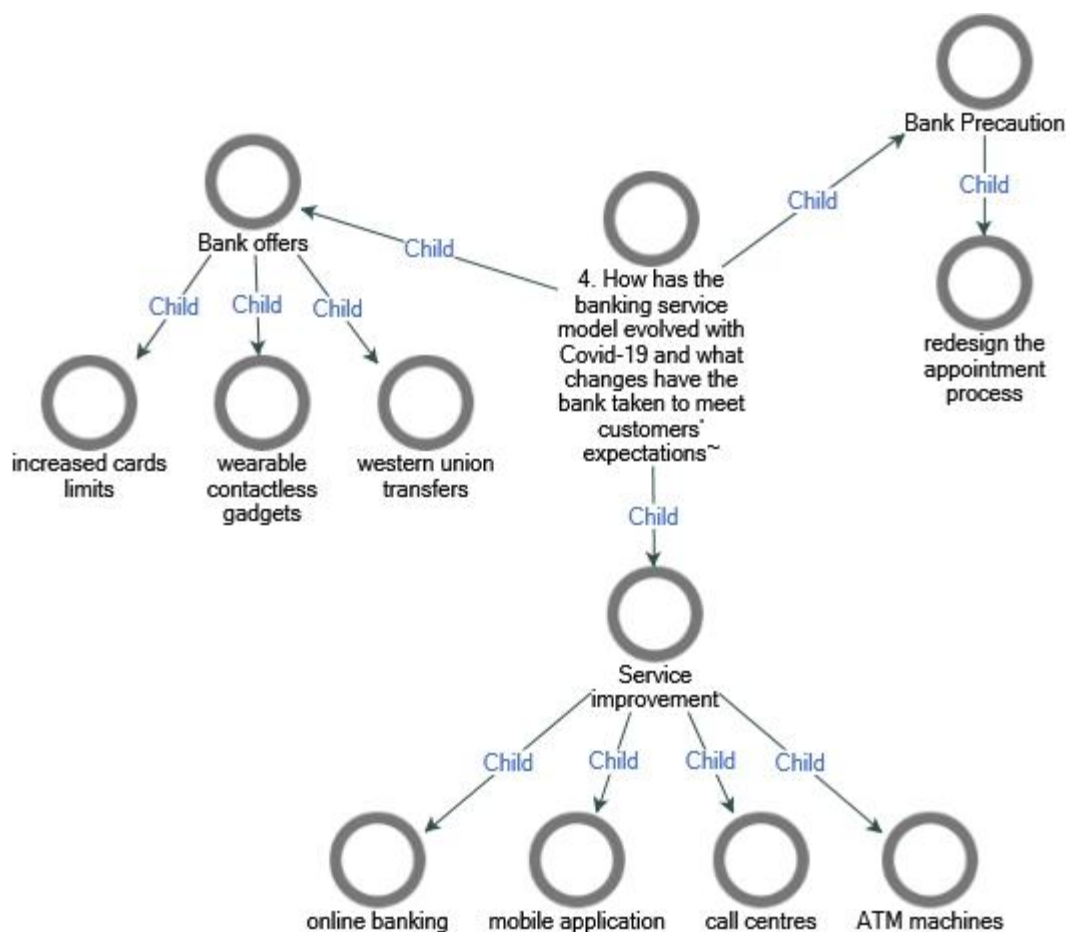 Bank Precaution
Child
Child
Bank offers
Child
Child
Child
Child
4. How has the
banking service
model evolved with
Covid-19 and what
changes have the
bank taken to meet
customers'
expectations~
redesign the
appointment
process
increased cards
limits
wearable
contactless
gadgets
western union
transfers
Child
Service
improvement
Child
Child
Child
Child
online banking
mobile application
call centres
ATM machines